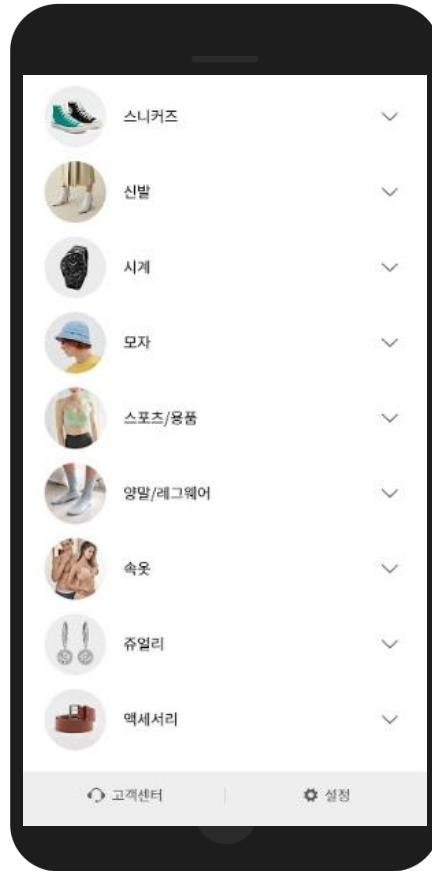 스니커즈
신발
시계
모자
스포츠/용품
양말/레그웨어
속옷
쥬얼리
액세서리
고객센터
설정